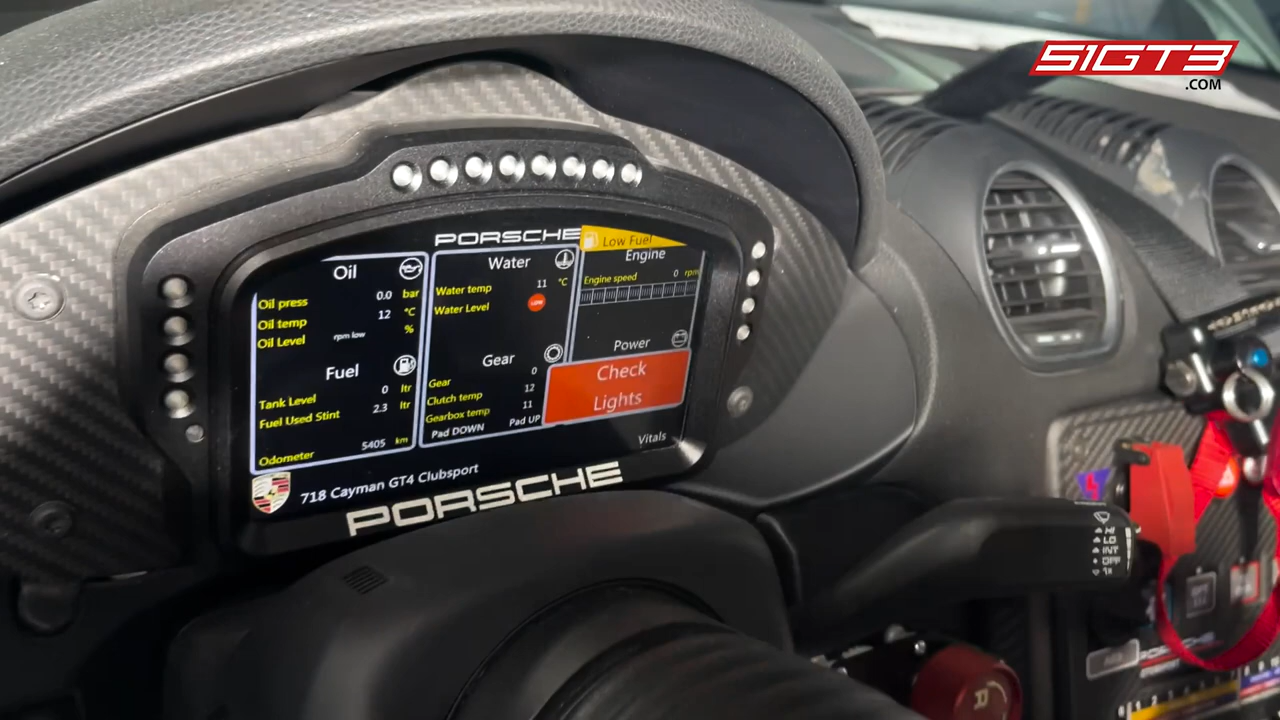 51GT3
.COM
PORSCHE
Low Fuel
Oil
Oil press 0.0 bar
Oil temp 12 °C
Oil Level rpm low %
Fuel
Tank Level 0 ltr
Fuel Used Stint 2.3 ltr
Odometer 5405 km
Water
Water temp 11 °C
Water Level
Gear
Gear 0
Clutch temp 12
Gearbox temp 11
Pad DOWN Pad UP
Engine
Engine speed 0 rpm
Power
Check
Lights
Vitals
718 Cayman GT4 Clubsport
PORSCHE
HI
LO
INT
OFF
1x
R